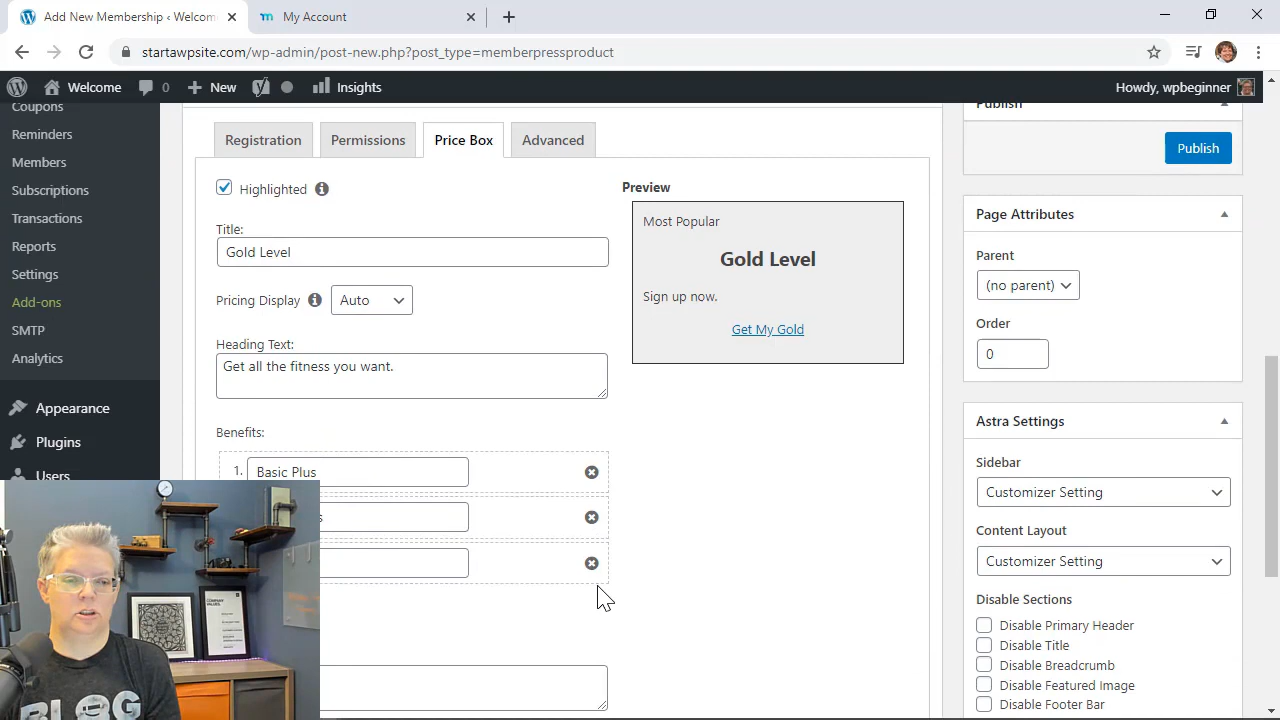 Add New Membership ‹ Welcom
My Account
startawpsite.com/wp-admin/post-new.php?post_type=memberpressproduct
Welcome
0
New
Insights
Howdy, wpbeginner
Coupons
Reminders
Members
Subscriptions
Transactions
Reports
Settings
Add-ons
SMTP
Analytics
Appearance
Plugins
Users
Registration
Permissions
Price Box
Advanced
Highlighted
Title:
Gold Level
Pricing Display
Auto
Heading Text:
Get all the fitness you want.
Benefits:
1.
Basic Plus
s
Preview
Most Popular
Gold Level
Sign up now.
Get My Gold
Publish
Publish
Page Attributes
Parent
(no parent)
Order
0
Astra Settings
Sidebar
Customizer Setting
Content Layout
Customizer Setting
Disable Sections
Disable Primary Header
Disable Title
Disable Breadcrumb
Disable Featured Image
Disable Footer Bar
COMPANY
VALUES.
BL8G